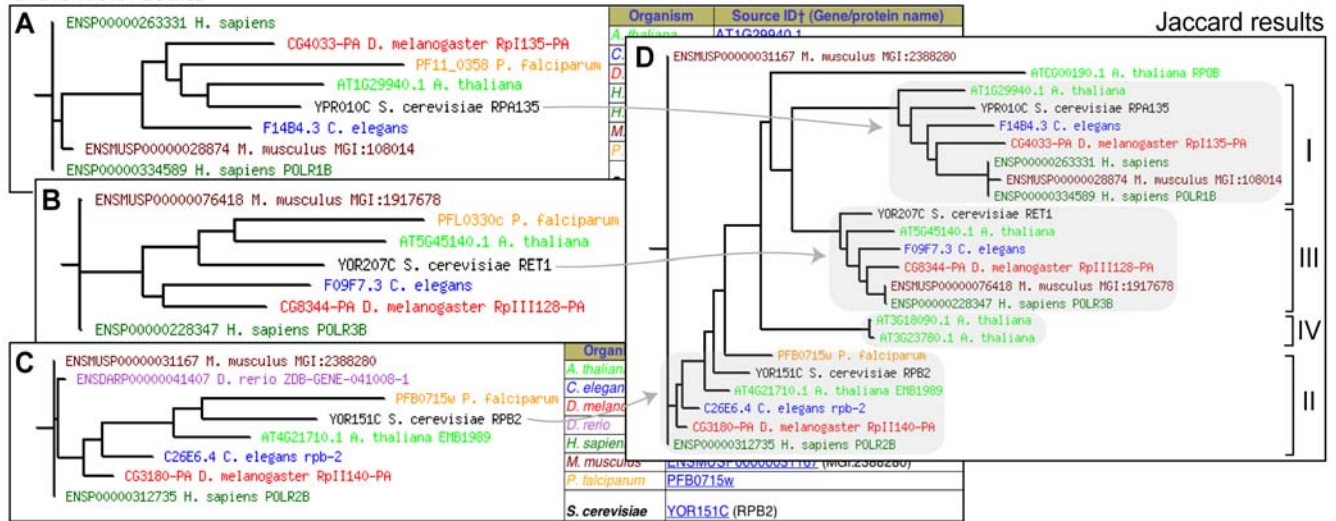 A
ENSP00000263331 H. sapiens
CG4033-PA D. melanogaster RpI135-PA
PF11_0358 P. falciparum
AT1G29940.1 A. thaliana
YPR010C S. cerevisiae RPA135
F14B4.3 C. elegans
ENSMUSP00000028874 M. musculus MGI:108014
ENSP00000334589 H. sapiens POLR1B
Organism Source ID† (Gene/protein name)
A. thaliana AT1G29940.1
C.
D.
H.
H.
M.
P.
B
ENSMUSP00000076418 M. musculus MGI:1917678
PFL0330c P. falciparum
AT5G45140.1 A. thaliana
YOR207C S. cerevisiae RET1
F09F7.3 C. elegans
CG8344-PA D. melanogaster RpIII128-PA
ENSP00000228347 H. sapiens POLR3B
C
ENSMUSP00000031167 M. musculus MGI:2388280
ENSDARP00000041407 D. rerio ZDB-GENE-041008-1
PFB0715w P. falciparum
YOR151C S. cerevisiae RPB2
AT4G21710.1 A. thaliana EMB1989
C26E6.4 C. elegans rpb-2
CG3180-PA D. melanogaster RpII140-PA
ENSP00000312735 H. sapiens POLR2B
Organi
A. thalian
C. elegan
D. melano
D. rerio
H. sapien
M. musculus ENSMUSP00000031167 (MGI:2388280)
P. falciparum PFB0715w
S. cerevisiae YOR151C (RPB2)
Jaccard results
D
ENSMUSP00000031167 M. musculus MGI:2388280
ATCG00190.1 A. thaliana RPOB
AT1G29940.1 A. thaliana
YPR010C S. cerevisiae RPA135
F14B4.3 C. elegans
CG4033-PA D. melanogaster RpI135-PA
ENSP00000263331 H. sapiens
ENSMUSP00000028874 M. musculus MGI:108014
ENSP00000334589 H. sapiens POLR1B
I
YOR207C S. cerevisiae RET1
AT5G45140.1 A. thaliana
F09F7.3 C. elegans
CG8344-PA D. melanogaster RpIII128-PA
ENSMUSP00000076418 M. musculus MGI:1917678
ENSP00000228347 H. sapiens POLR3B
III
AT3G18090.1 A. thaliana
AT3G23780.1 A. thaliana
IV
PFB0715w P. falciparum
YOR151C S. cerevisiae RPB2
AT4G21710.1 A. thaliana EMB1989
C26E6.4 C. elegans rpb-2
CG3180-PA D. melanogaster RpII140-PA
ENSP00000312735 H. sapiens POLR2B
II